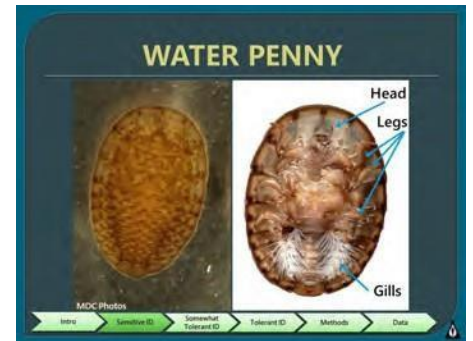 WATER PENNY
Head
Legs
Gills
MDC Photos
Intro
Sensitive ID
Somewhat
Tolerant ID
Tolerant ID
Methods
Data